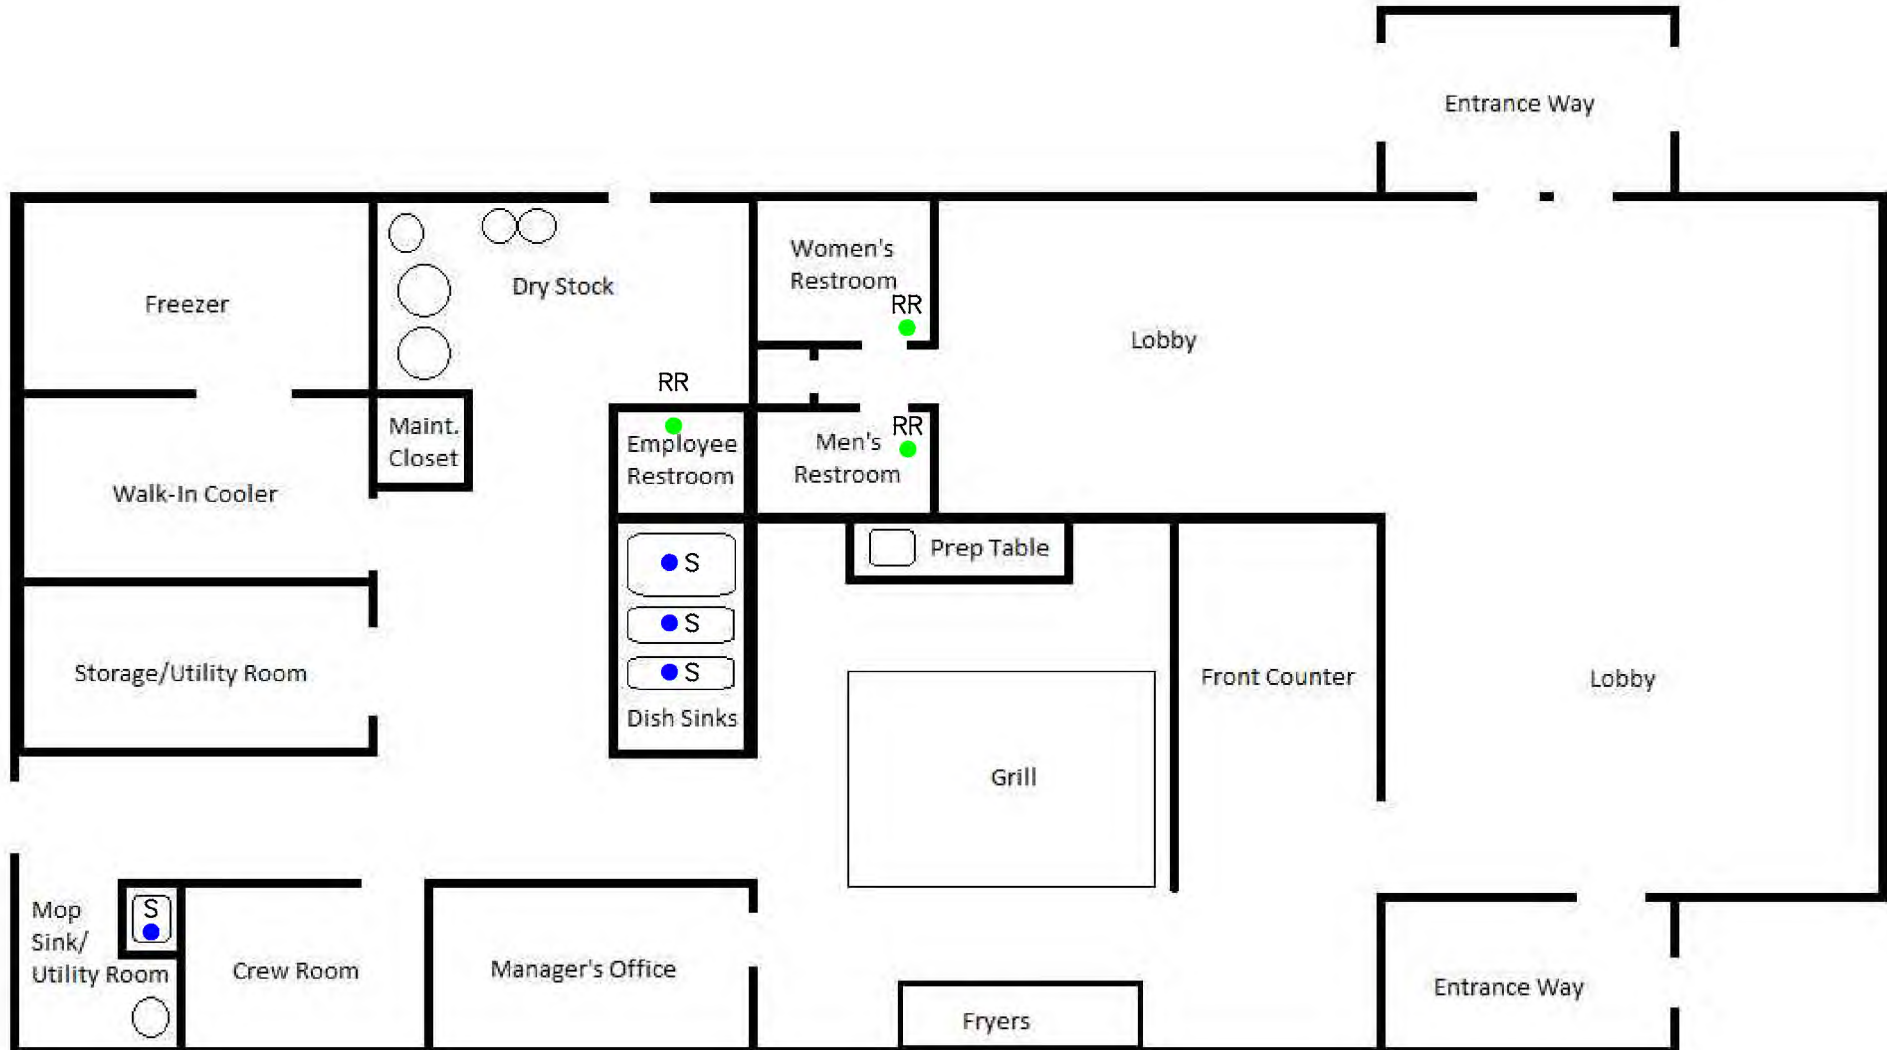 Entrance Way
Women's
Restroom
RR
Dry Stock
Freezer
Lobby
RR
Maint.
Closet
Employee
Restroom
Men's
Restroom
RR
Walk-In Cooler
S
Prep Table
S
S
Storage/Utility Room
Dish Sinks
Front Counter
Lobby
Grill
Mop
Sink/
Utility Room
S
Crew Room
Manager's Office
Entrance Way
Fryers